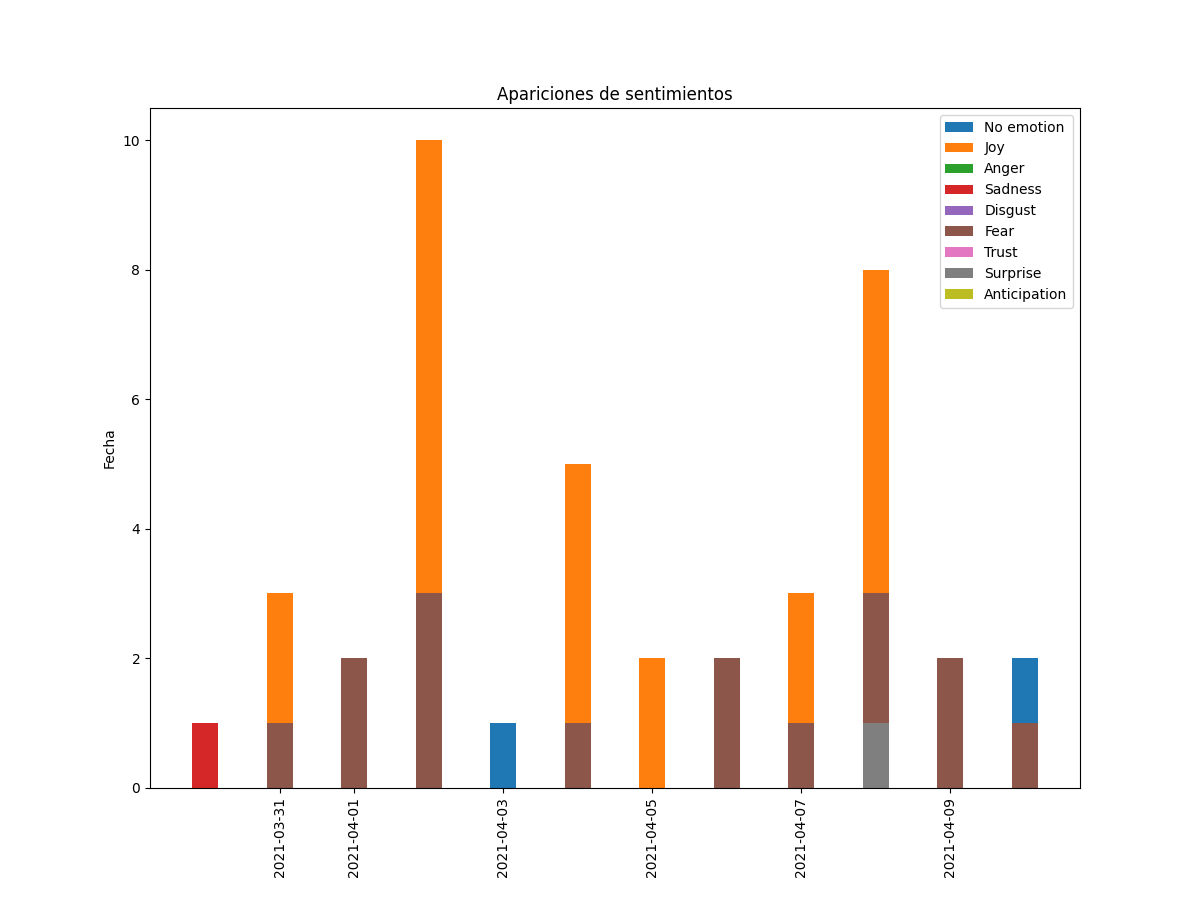 Apariciones de sentimientos
No emotion
Joy
Anger
Sadness
Disgust
Fear
Trust
Surprise
Anticipation
Fecha
10
8
6
4
2
0
2021-03-31
2021-04-01
2021-04-03
2021-04-05
2021-04-07
2021-04-09